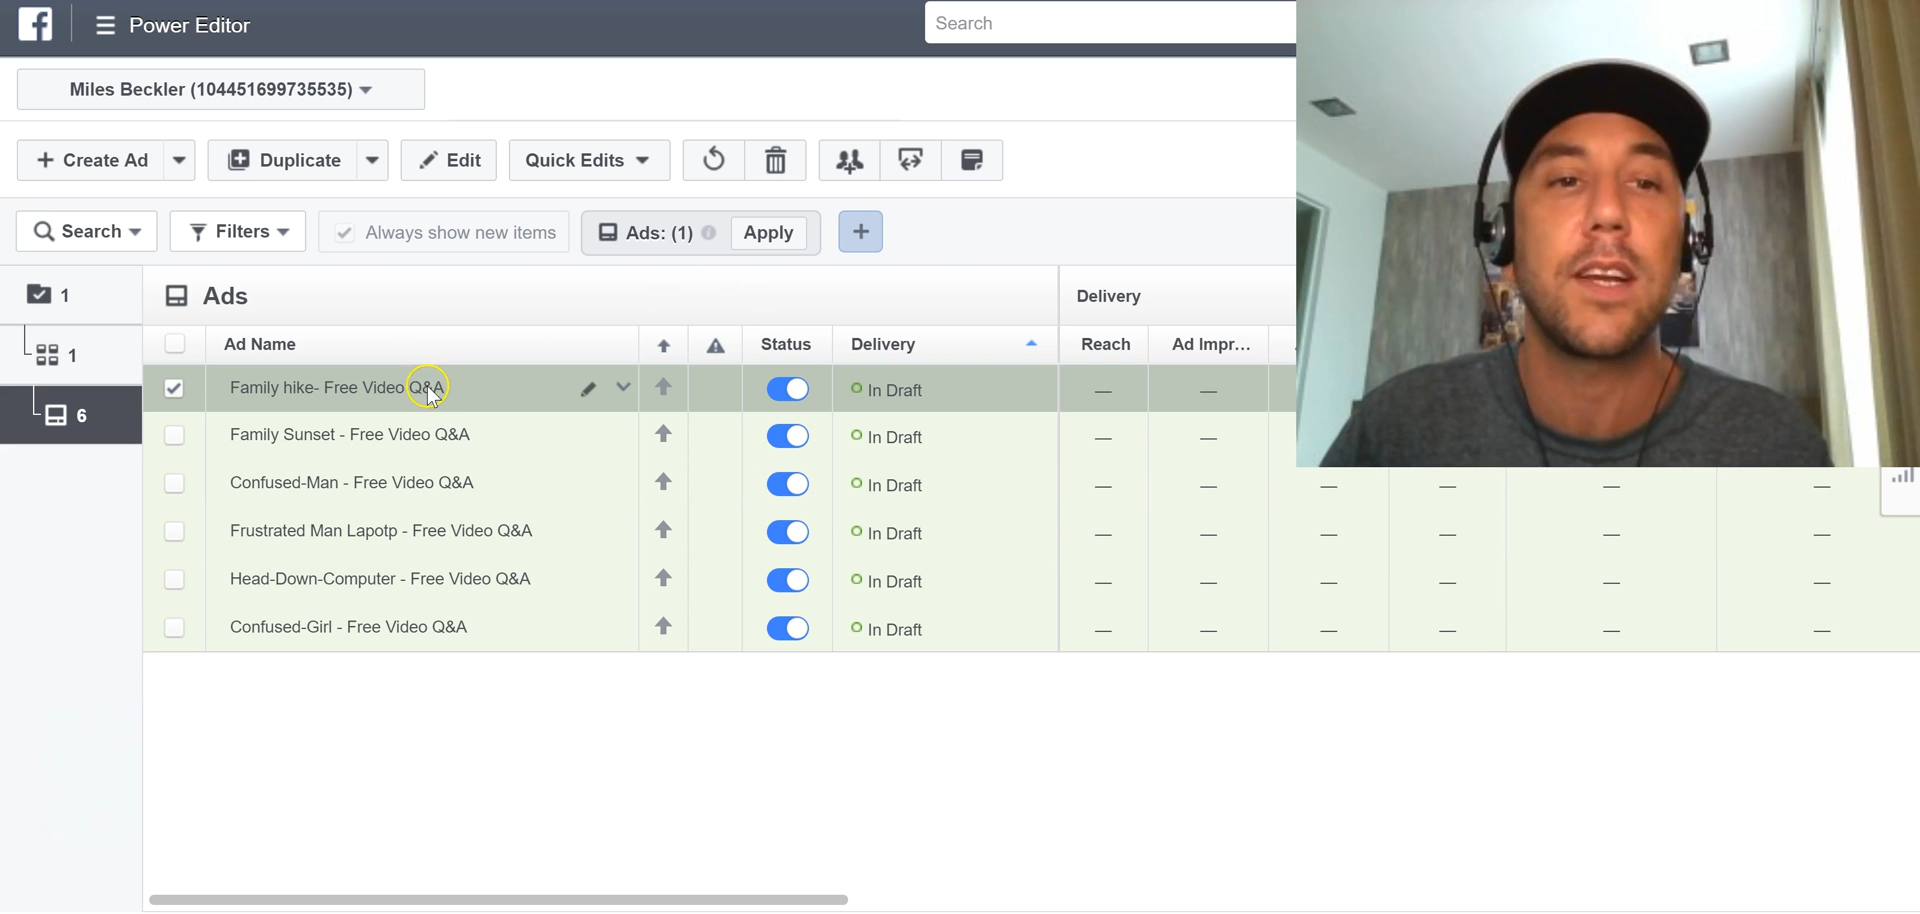 f Power Editor Search
Miles Beckler (104451699735535)
+ Create Ad Duplicate Edit Quick Edits
Search Filters Always show new items Ads: (1) Apply +
1 Ads Delivery
1 Ad Name Status Delivery Reach Ad Impr...
Family hike- Free Video Q&A In Draft — —
6 Family Sunset - Free Video Q&A In Draft — —
Confused-Man - Free Video Q&A In Draft — — — — — —
Frustrated Man Lapotp - Free Video Q&A In Draft — — — — — —
Head-Down-Computer - Free Video Q&A In Draft — — — — — —
Confused-Girl - Free Video Q&A In Draft — — — — — —